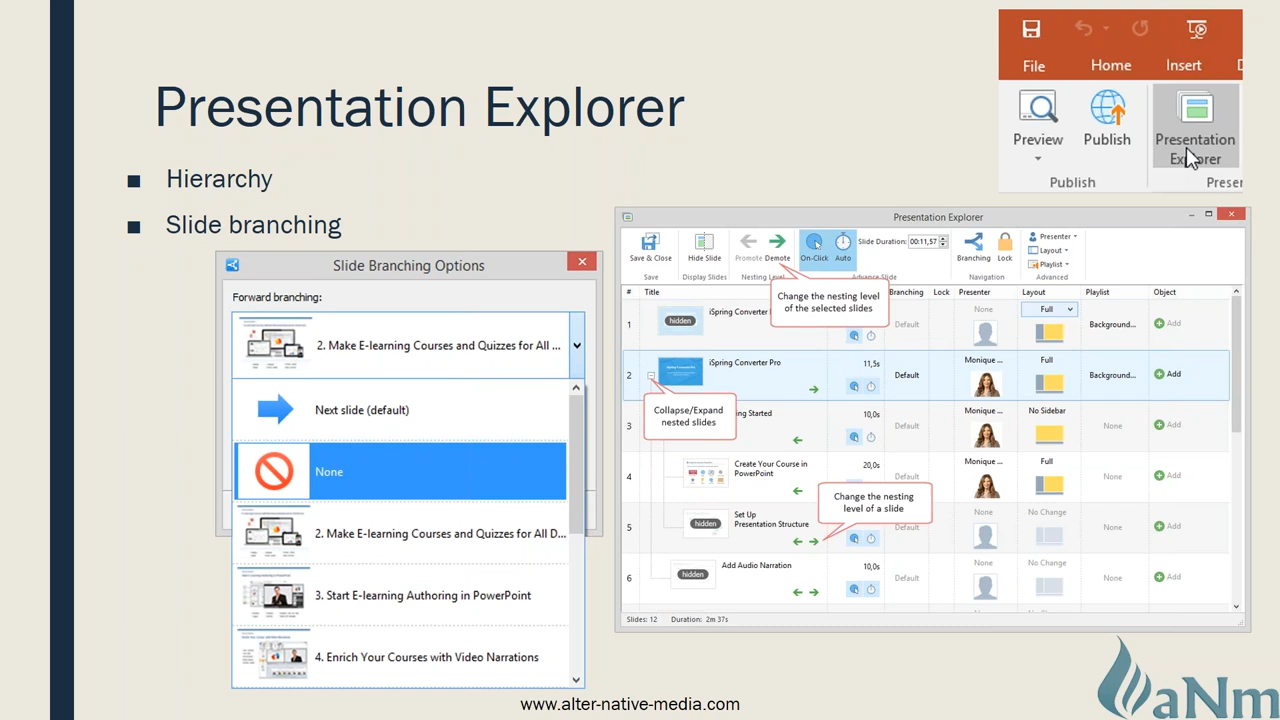 Presentation Explorer
■ Hierarchy
■ Slide branching
File Home Insert
Preview Publish Presentation Explorer
Publish
Slide Branching Options
Forward branching:
2. Make E-learning Courses and Quizzes for All ...
Next slide (default)
None
2. Make E-learning Courses and Quizzes for All D...
3. Start E-learning Authoring in PowerPoint
4. Enrich Your Courses with Video Narrations
Presentation Explorer
Save & Close Hide Slide Promote Demote On-Click Auto Slide Duration: 00:11,57 Branching Lock
Presenter
Layout
Playlist
Save Display Slides Nesting Level Advance Slide Navigation Advanced
Change the nesting level
of the selected slides
# Title Branching Lock Presenter Layout Playlist Object
1 hidden iSpring Converter Default None Full Background... Add
2 iSpring Converter Pro 11,5s Default Monique ... Full Background... Add
Collapse/Expand
nested slides
3 Started 10,0s Default Monique ... No Sidebar None Add
4 Create Your Course in
PowerPoint
20,0s Default Monique ... Full None Add
Change the nesting
level of a slide
5 hidden Set Up
Presentation Structure
Default None No Change None Add
6 hidden Add Audio Narration 10,0s Default None No Change None Add
Slides: 12 Duration: 2m 37s
www.alter-native-media.com
aNm